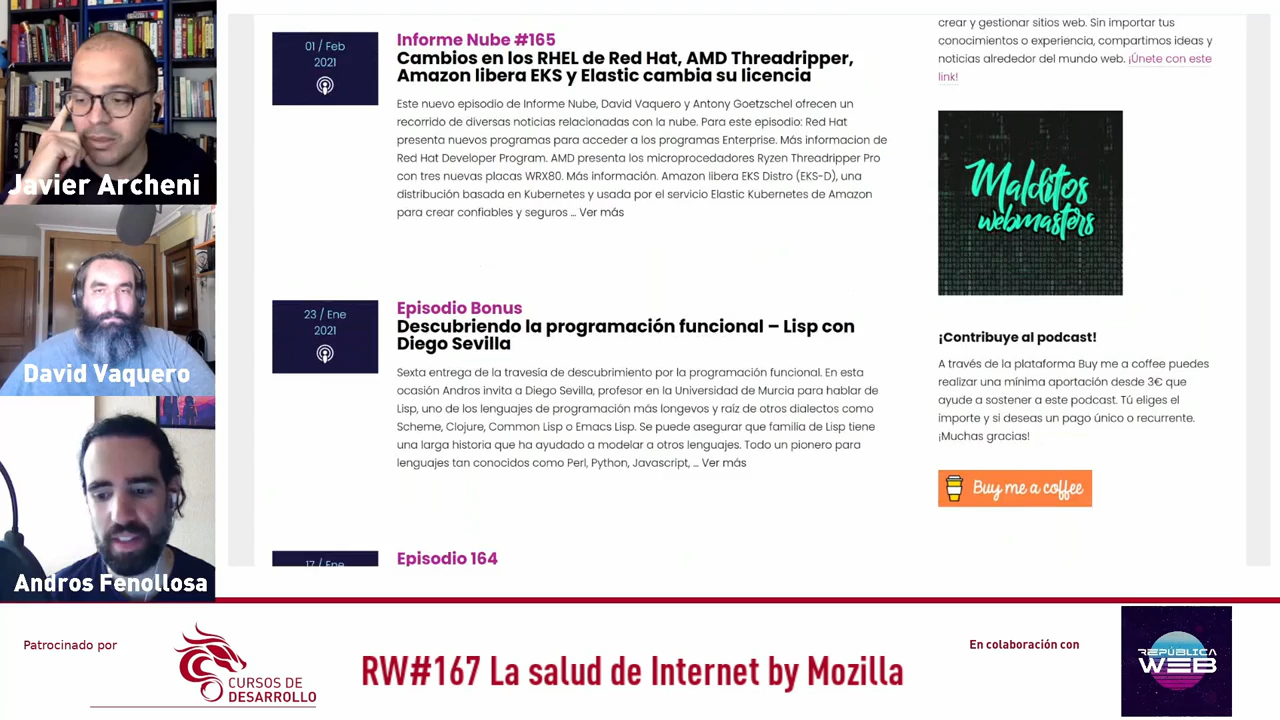 Javier Archeni
David Vaquero
Andros Fenollosa
01 / Feb
2021
Informe Nube #165
Cambios en los RHEL de Red Hat, AMD Threadripper,
Amazon libera EKS y Elastic cambia su licencia
Este nuevo episodio de Informe Nube, David Vaquero y Antony Goetzschel ofrecen un
recorrido de diversas noticias relacionadas con la nube. Para este episodio: Red Hat
presenta nuevos programas para acceder a los programas Enterprise. Más informacion de
Red Hat Developer Program. AMD presenta los microprocedadores Ryzen Threadripper Pro
con tres nuevas placas WRX80. Más información. Amazon libera EKS Distro (EKS-D), una
distribución basada en Kubernetes y usada por el servicio Elastic Kubernetes de Amazon
para crear confiables y seguros ... Ver más
23 / Ene
2021
Episodio Bonus
Descubriendo la programación funcional – Lisp con
Diego Sevilla
Sexta entrega de la travesía de descubrimiento por la programación funcional. En esta
ocasión Andros invita a Diego Sevilla, profesor en la Universidad de Murcia para hablar de
Lisp, uno de los lenguajes de programación más longevos y raíz de otros dialectos como
Scheme, Clojure, Common Lisp o Emacs Lisp. Se puede asegurar que familia de Lisp tiene
una larga historia que ha ayudado a modelar a otros lenguajes. Todo un pionero para
lenguajes tan conocidos como Perl, Python, Javascript, ... Ver más
17 / Ene
Episodio 164
crear y gestionar sitios web. Sin importar tus
conocimientos o experiencia, compartimos ideas y
noticias alrededor del mundo web. ¡Únete con este
link!
Malditos
webmasters
¡Contribuye al podcast!
A través de la plataforma Buy me a coffee puedes
realizar una mínima aportación desde 3€ que
ayude a sostener a este podcast. Tú eliges el
importe y si deseas un pago único o recurrente.
¡Muchas gracias!
Buy me a coffee
Patrocinado por
CURSOS DE
DESARROLLO
RW#167 La salud de Internet by Mozilla
En colaboración con
REPÚBLICA
WEB